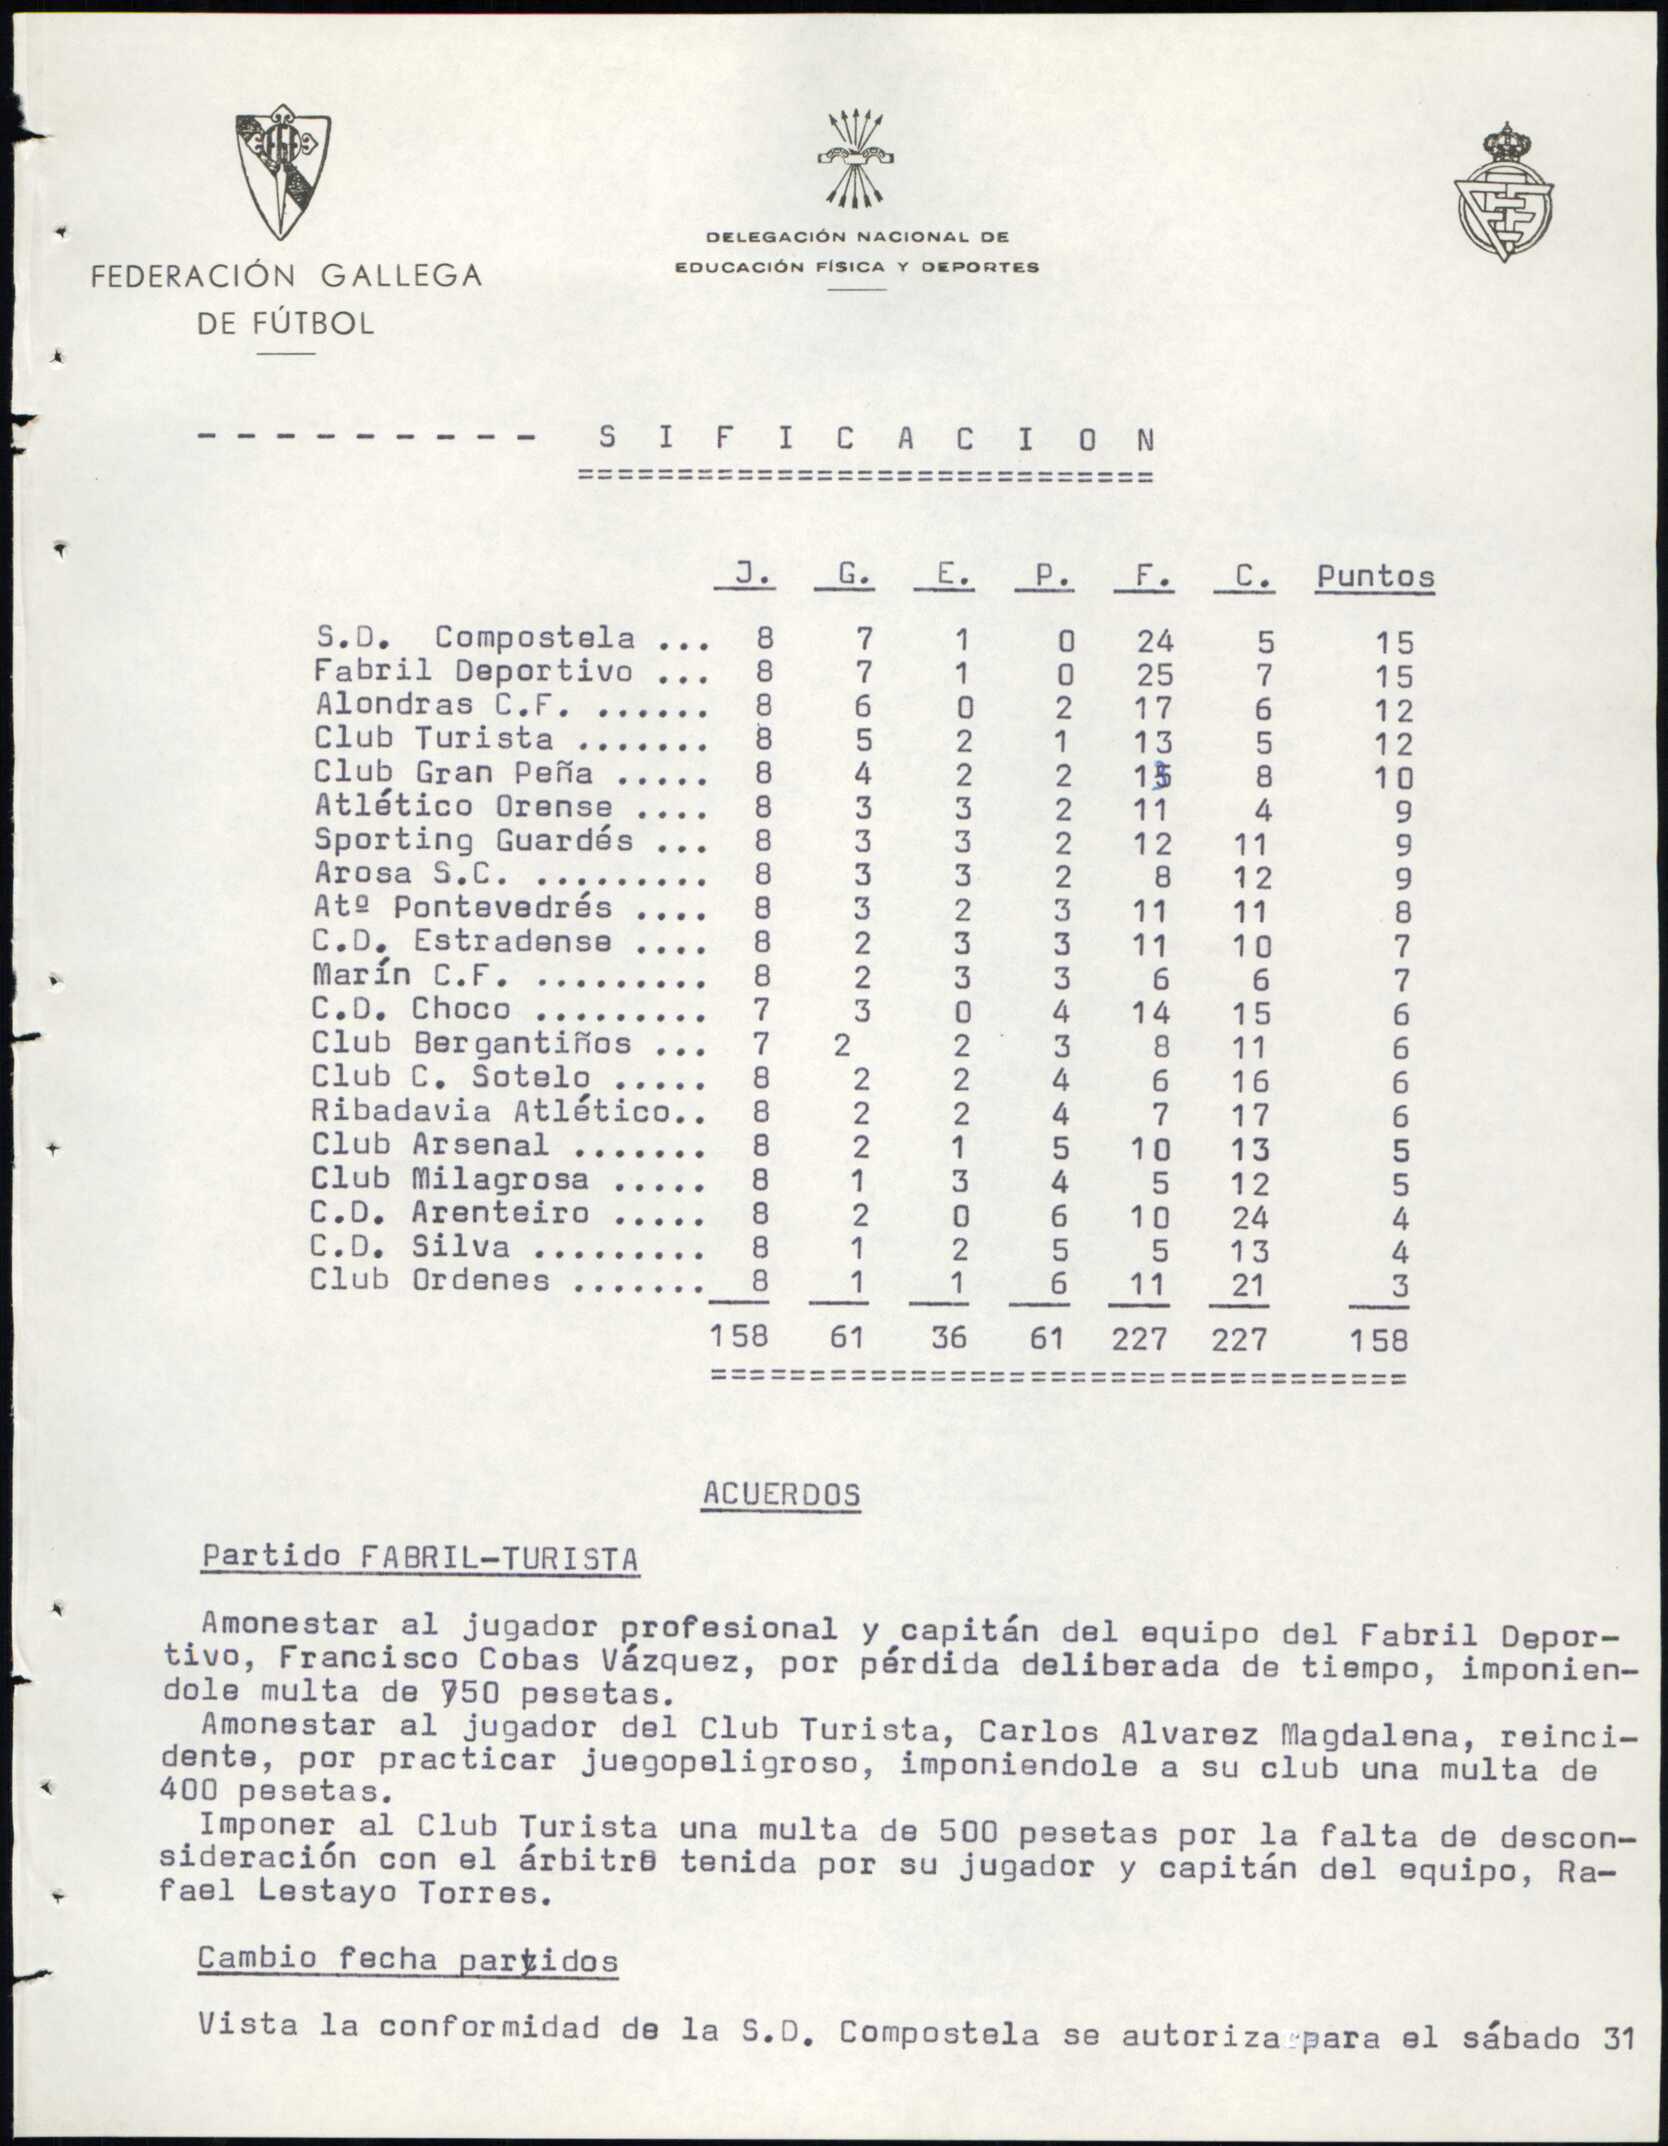 FEDERACIÓN GALLEGA
DE FÚTBOL
DELEGACIÓN NACIONAL DE
EDUCACIÓN FÍSICA Y DEPORTES
- - - - - - - - - S I F I C A C I O N
=============================
J. G. E. P. F. C. Puntos
S.D. Compostela ... 8 7 1 0 24 5 15
Fabril Deportivo ... 8 7 1 0 25 7 15
Alondras C.F. ...... 8 6 0 2 17 6 12
Club Turista ....... 8 5 2 1 13 5 12
Club Gran Peña ..... 8 4 2 2 13 8 10
Atlético Orense .... 8 3 3 2 11 4 9
Sporting Guardés ... 8 3 3 2 12 11 9
Arosa S.C. ......... 8 3 3 2 8 12 9
Atº Pontevedrés .... 8 3 2 3 11 11 8
C.D. Estradense .... 8 2 3 3 11 10 7
Marín C.F. ......... 8 2 3 3 6 6 7
C.D. Choco ......... 7 3 0 4 14 15 6
Club Bergantiños ... 7 2 2 3 8 11 6
Club C. Sotelo ..... 8 2 2 4 6 16 6
Ribadavia Atlético.. 8 2 2 4 7 17 6
Club Arsenal ....... 8 2 1 5 10 13 5
Club Milagrosa ..... 8 1 3 4 5 12 5
C.D. Arenteiro ..... 8 2 0 6 10 24 4
C.D. Silva ......... 8 1 2 5 5 13 4
Club Ordenes ....... 8 1 1 6 11 21 3
158 61 36 61 227 227 158
===================================
ACUERDOS
Partido FABRIL-TURISTA
Amonestar al jugador profesional y capitán del equipo del Fabril Depor-
tivo, Francisco Cobas Vázquez, por pérdida deliberada de tiempo, imponien-
dole multa de 750 pesetas.
Amonestar al jugador del Club Turista, Carlos Alvarez Magdalena, reinci-
dente, por practicar juegopeligroso, imponiendole a su club una multa de
400 pesetas.
Imponer al Club Turista una multa de 500 pesetas por la falta de descon-
sideración con el árbitro tenida por su jugador y capitán del equipo, Ra-
fael Lestayo Torres.
Cambio fecha partidos
Vista la conformidad de la S.D. Compostela se autoriza para el sábado 31